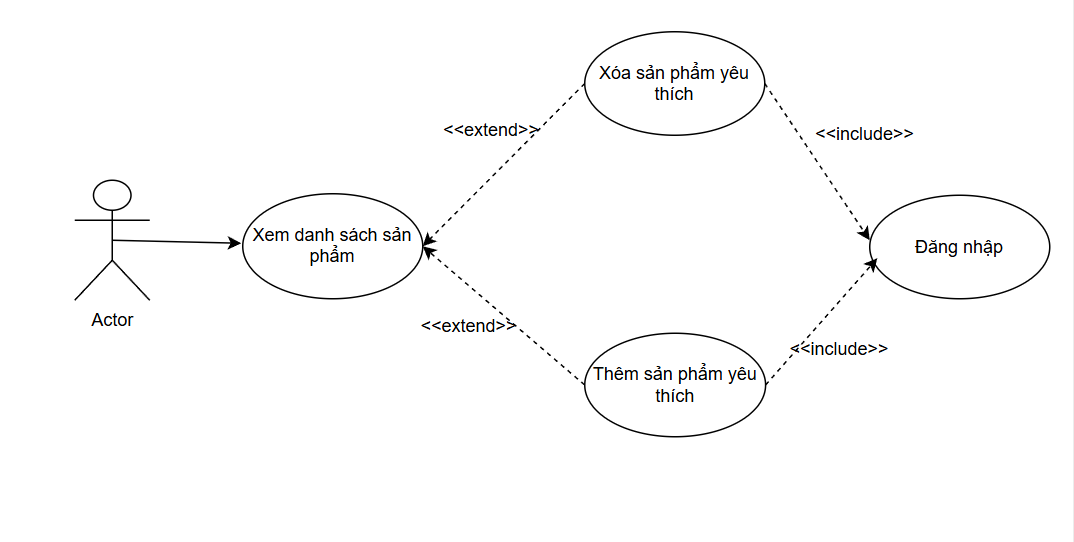 Xóa sản phẩm yêu
thích
<<extend>>
<<include>>
Xem danh sách sản
phẩm
Đăng nhập
Actor
<<extend>>
<<include>>
Thêm sản phẩm yêu
thích